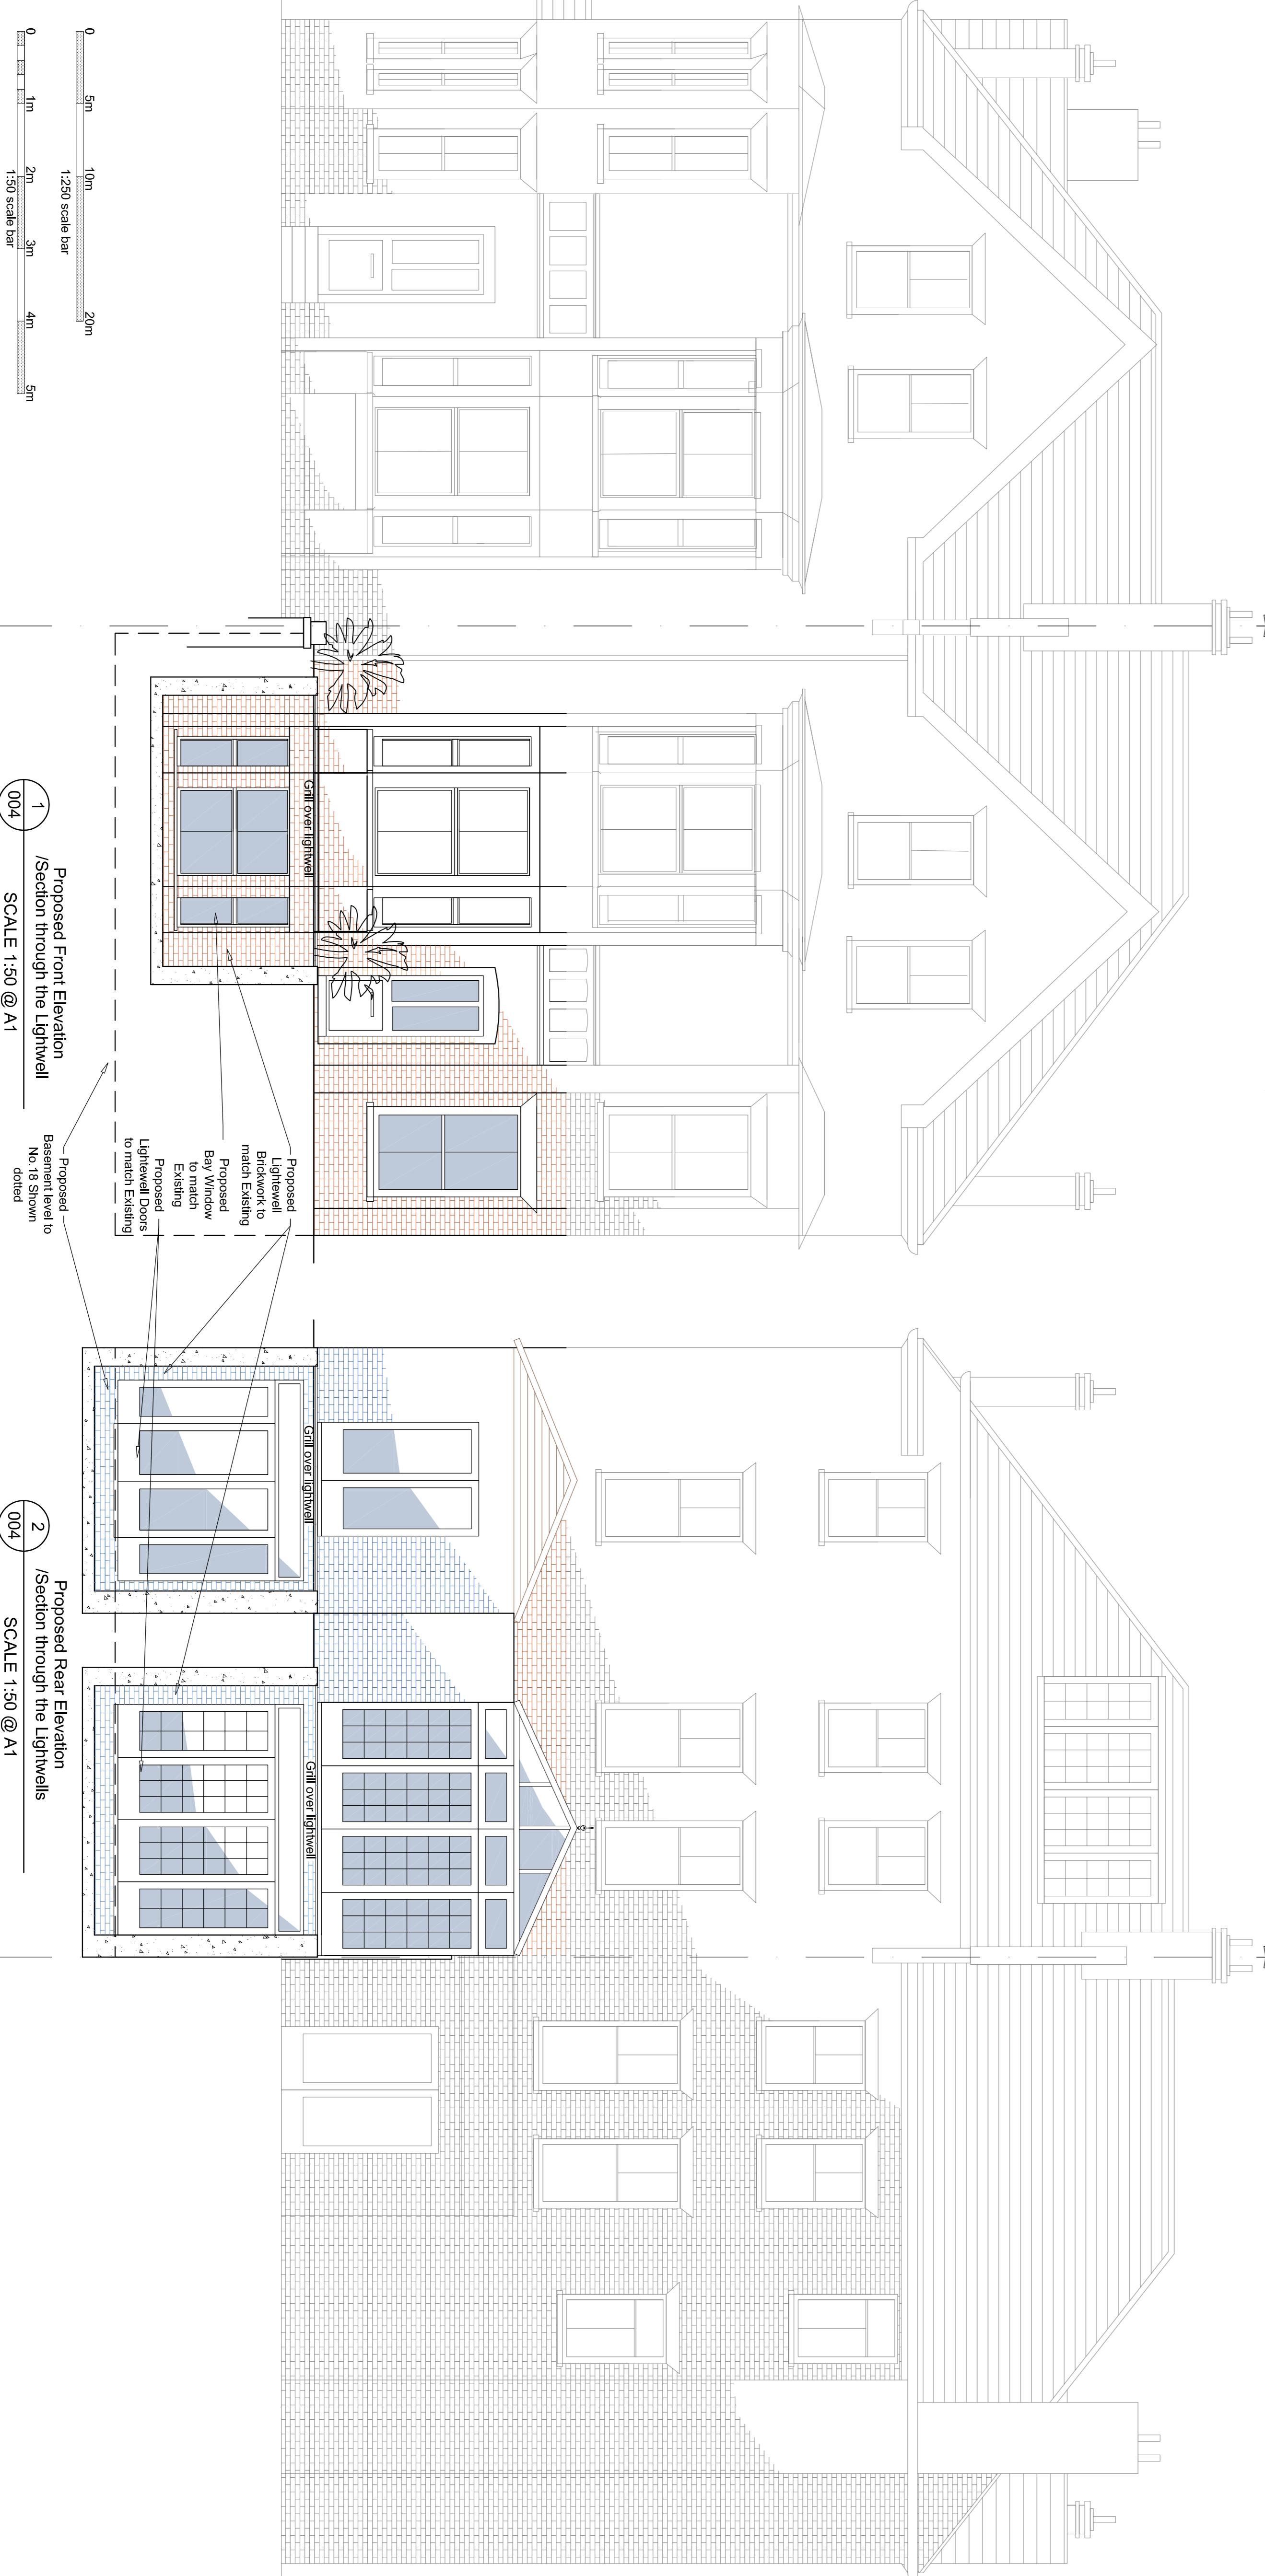 0
5m
10m
20m
1:250 scale bar
0
1m
2m
3m
4m
5m
1:50 scale bar
Grill over lightwell
1
004
Proposed Front Elevation
/Section through the Lightwell
SCALE 1:50 @ A1
Proposed
Lightewell
Brickwork to
match Existing
Proposed
Bay Window
to match
Existing
Proposed
Lightewell Doors
to match Existing
Proposed
Basement level to
No.18 Shown
dotted
Grill over lightwell
Grill over lightwell
2
004
Proposed Rear Elevation
/Section through the Lightwells
SCALE 1:50 @ A1